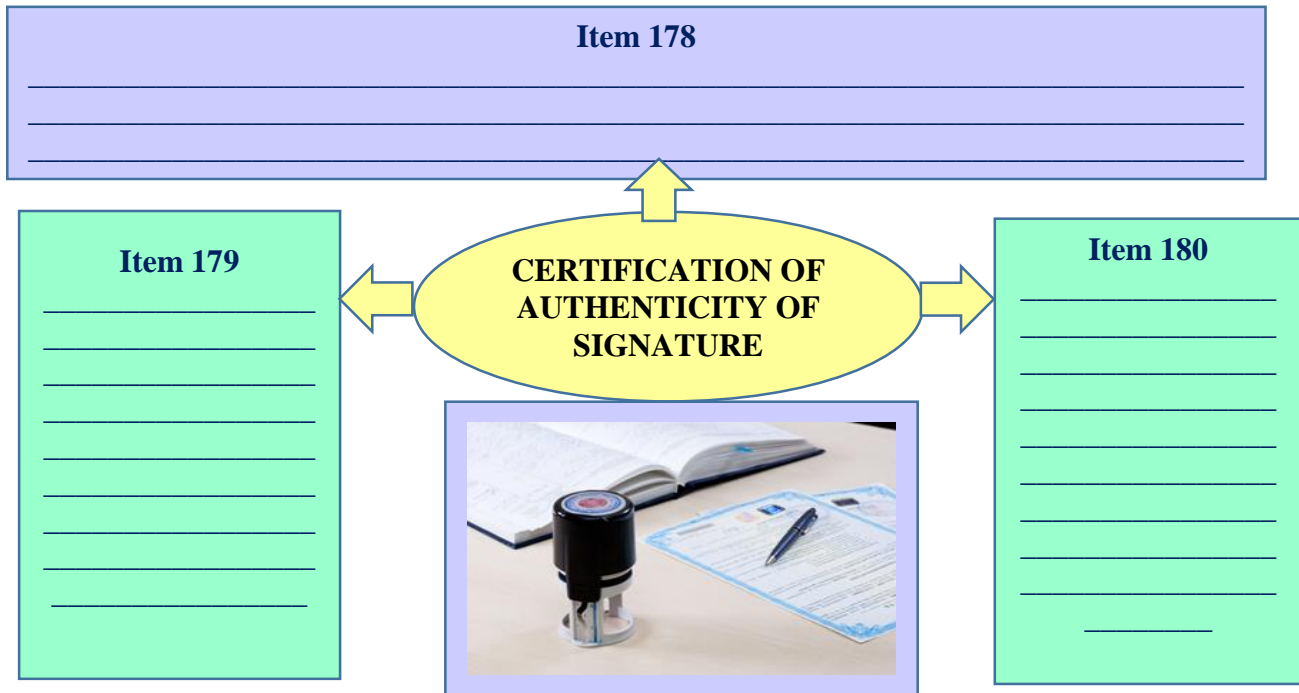 Item 178
Item 179
CERTIFICATION OF
AUTHENTICITY OF
SIGNATURE
Item 180